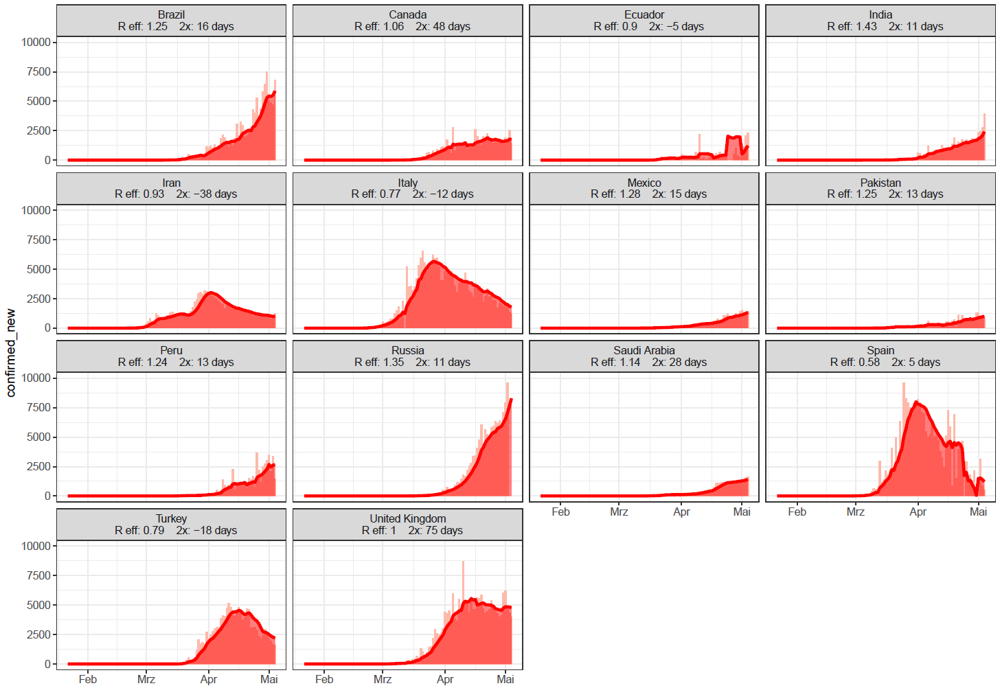 Brazil
R eff: 1.25 2x: 16 days
Canada
R eff: 1.06 2x: 48 days
Ecuador
R eff: 0.9 2x: −5 days
India
R eff: 1.43 2x: 11 days
10000
7500
5000
2500
0
Iran
R eff: 0.93 2x: −38 days
Italy
R eff: 0.77 2x: −12 days
Mexico
R eff: 1.28 2x: 15 days
Pakistan
R eff: 1.25 2x: 13 days
10000
7500
5000
2500
0
confirmed_new
Peru
R eff: 1.24 2x: 13 days
Russia
R eff: 1.35 2x: 11 days
Saudi Arabia
R eff: 1.14 2x: 28 days
Spain
R eff: 0.58 2x: 5 days
10000
7500
5000
2500
0
Feb Mrz Apr Mai
Feb Mrz Apr Mai
Turkey
R eff: 0.79 2x: −18 days
United Kingdom
R eff: 1 2x: 75 days
10000
7500
5000
2500
0
Feb Mrz Apr Mai
Feb Mrz Apr Mai